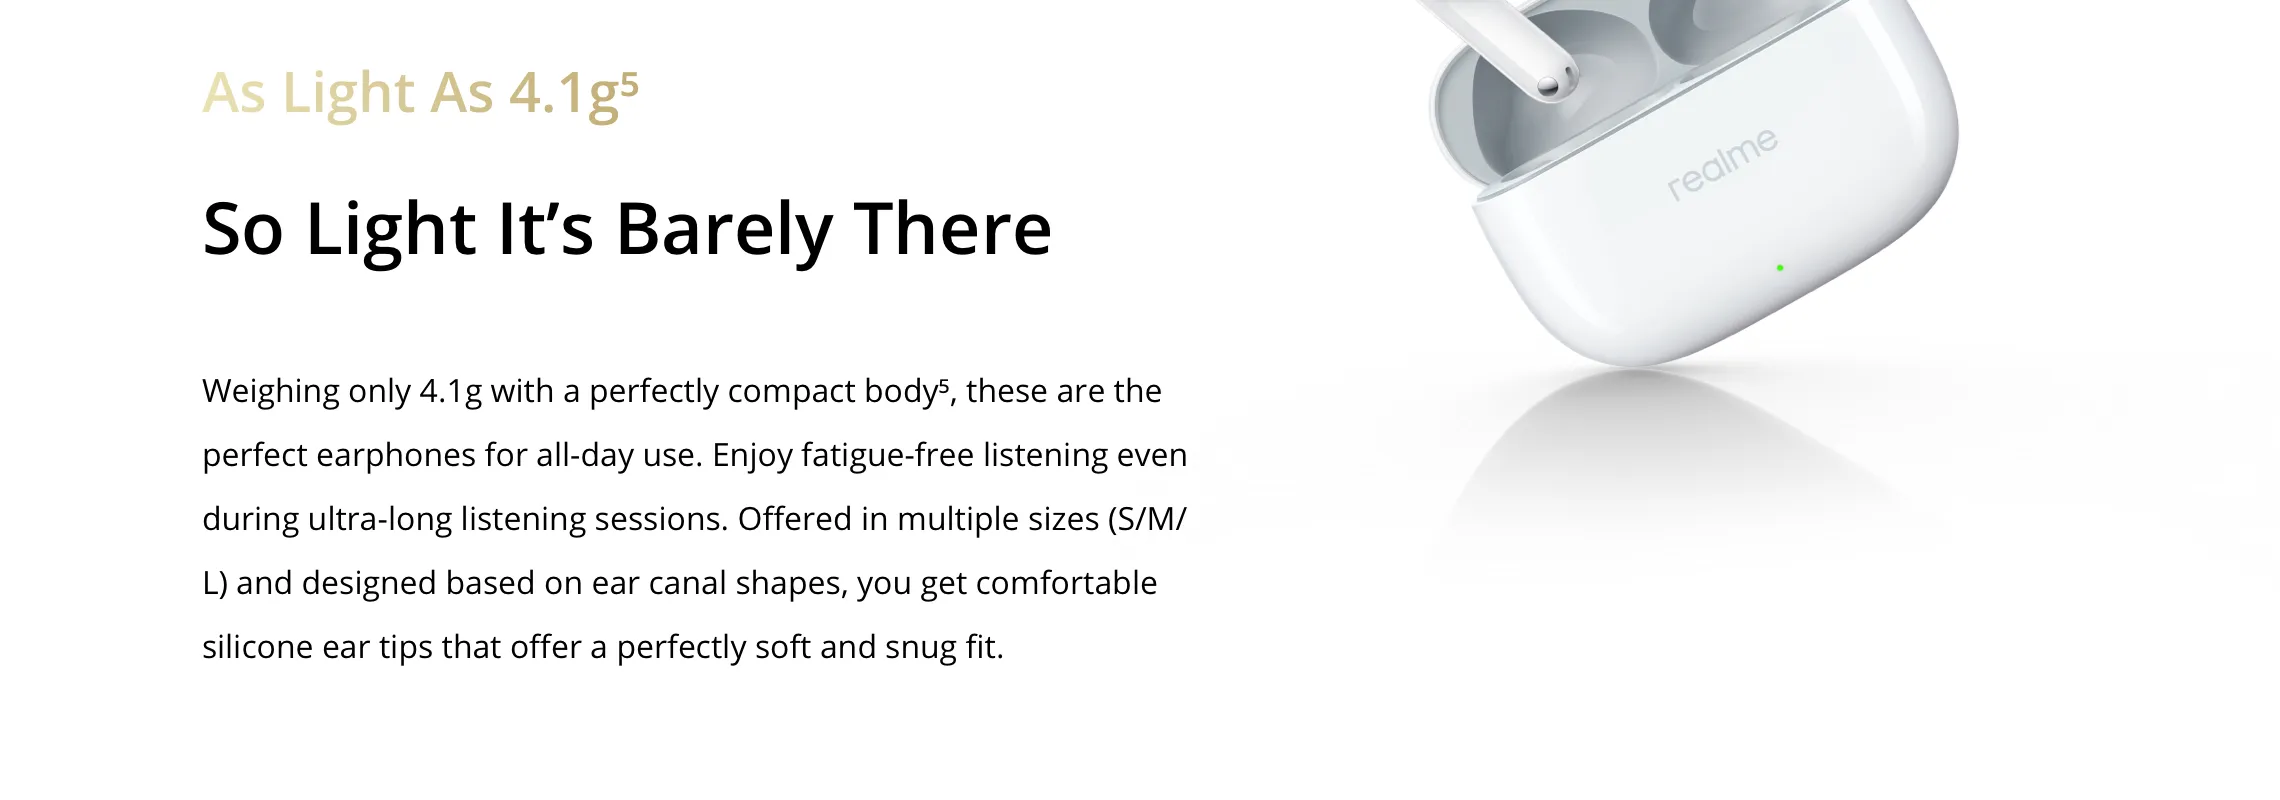 As Light As 4.1g⁵
So Light It’s Barely There
Weighing only 4.1g with a perfectly compact body⁵, these are the
perfect earphones for all-day use. Enjoy fatigue-free listening even
during ultra-long listening sessions. Offered in multiple sizes (S/M/
L) and designed based on ear canal shapes, you get comfortable
silicone ear tips that offer a perfectly soft and snug fit.
realme